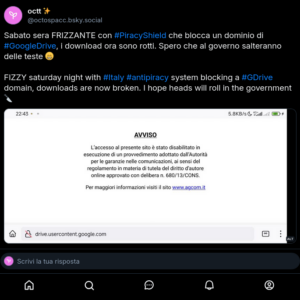 octt ✨
@octospacc.bsky.social
Sabato sera FRIZZANTE con #PiracyShield che blocca un dominio di
#GoogleDrive, i download ora sono rotti. Spero che al governo salteranno
delle teste 😄
FIZZY saturday night with #Italy #antipiracy system blocking a #GDrive
domain, downloads are now broken. I hope heads will roll in the government
🔪
22:43
5,8KB/s
AVVISO
L'accesso al presente sito è stato disabilitato in
esecuzione di un provvedimento adottato dall'Autorità
per le garanzie nelle comunicazioni, ai sensi del
regolamento in materia di tutela del diritto d'autore
online approvato con delibera n. 680/13/CONS.
Per maggiori informazioni visiti il sito www.agcom.it
drive.usercontent.google.com
ALT
Scrivi la tua risposta